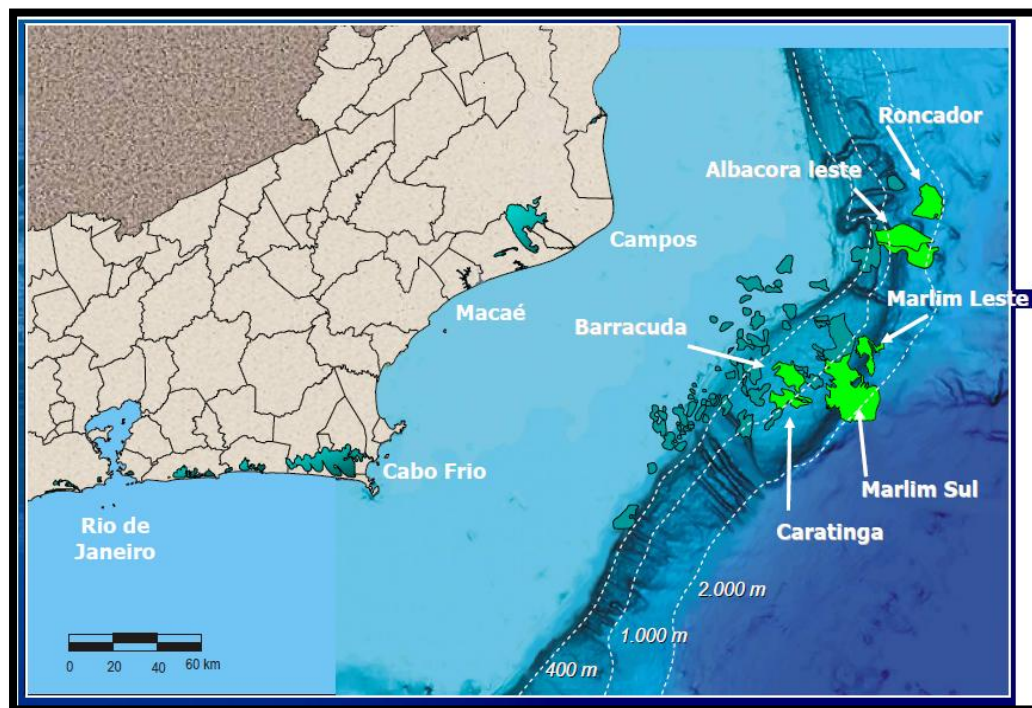 Roncador
Albacora leste
Campos
Marlim Leste
Macaé
Barracuda
Cabo Frio
Marlim Sul
Rio de
Janeiro
Caratinga
2.000 m
1.000 m
400 m
0 20 40 60 km